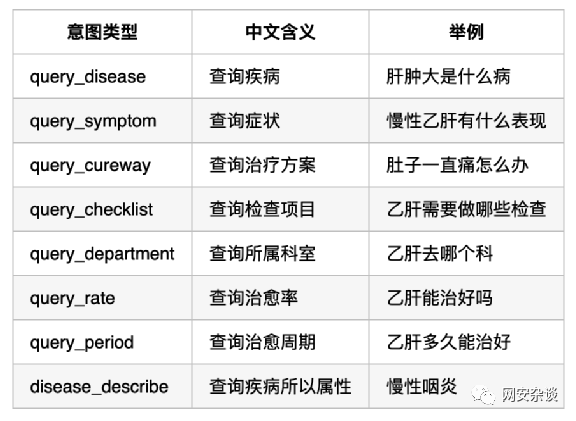 意图类型 中文含义 举例
query_disease 查询疾病 肝肿大是什么病
query_symptom 查询症状 慢性乙肝有什么表现
query_cureway 查询治疗方案 肚子一直痛怎么办
query_checklist 查询检查项目 乙肝需要做哪些检查
query_department 查询所属科室 乙肝去哪个科
query_rate 查询治愈率 乙肝能治好吗
query_period 查询治愈周期 乙肝多久能治好
disease_describe 查询疾病所以属性 慢性咽炎
网安杂谈